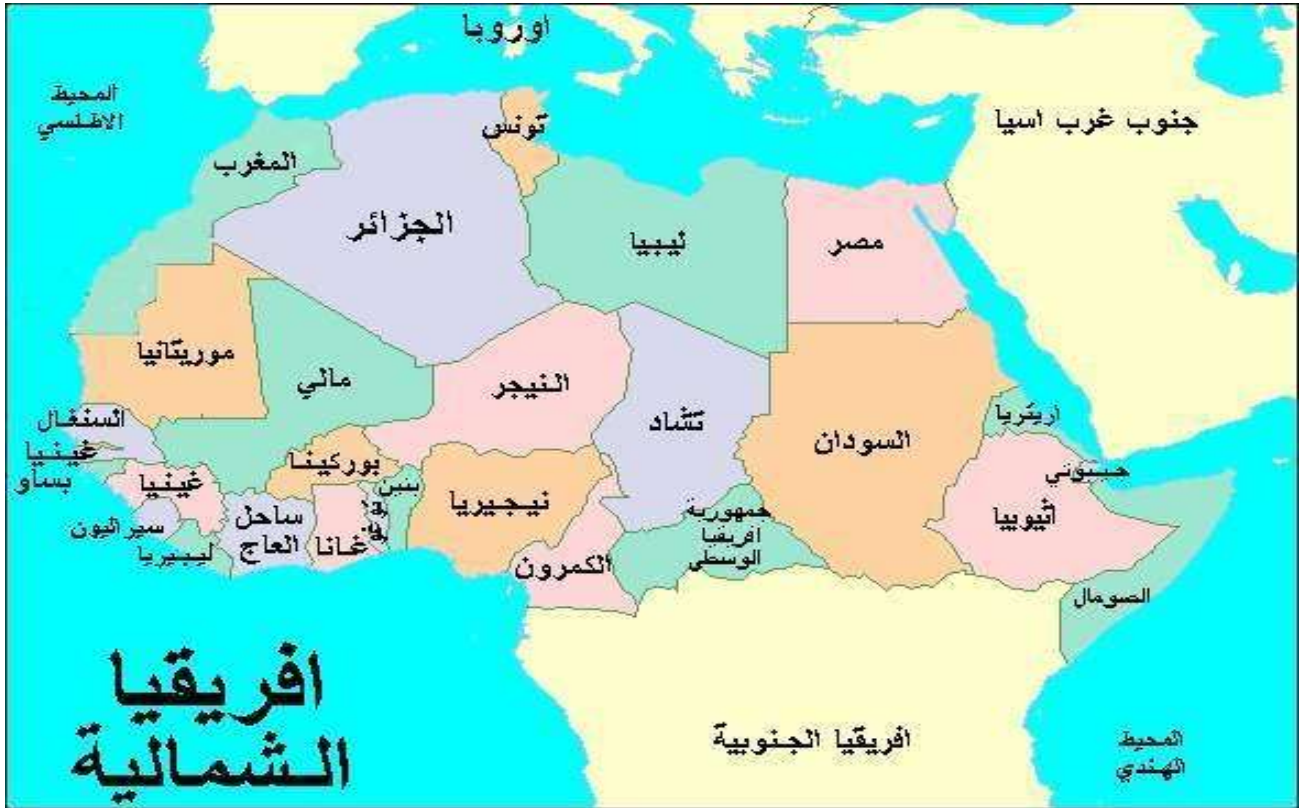 اوروبا
المحيط
الاطلسي
جنوب غرب اسيا
تونس
المغرب
الجزائر
ليبيا
مصر
موريتانيا
مالي
النيجر
تشاد
السودان
اريتريا
السنغال
غينيا
بساو
غينيا
بوركينا
بنين
نيجيريا
جمهورية
افريقيا
الوسطى
اثيوبيا
جيبوتي
سيراليون
ليبيريا
ساحل
العاج
غانا
الكمرون
الصومال
افريقيا
الشمالية
افريقيا الجنوبية
المحيط
الهندي